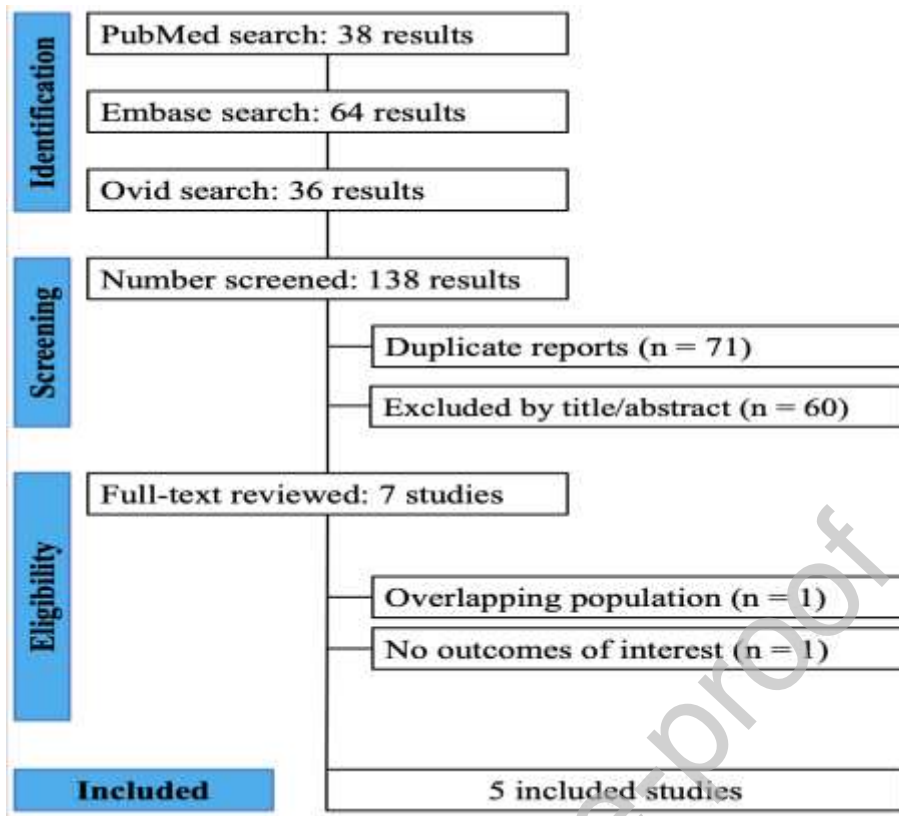 Identification
PubMed search: 38 results
Embase search: 64 results
Ovid search: 36 results
Screening
Number screened: 138 results
Duplicate reports (n = 71)
Excluded by title/abstract (n = 60)
Eligibility
Full-text reviewed: 7 studies
Overlapping population (n = 1)
No outcomes of interest (n = 1)
Included
5 included studies
e-proof